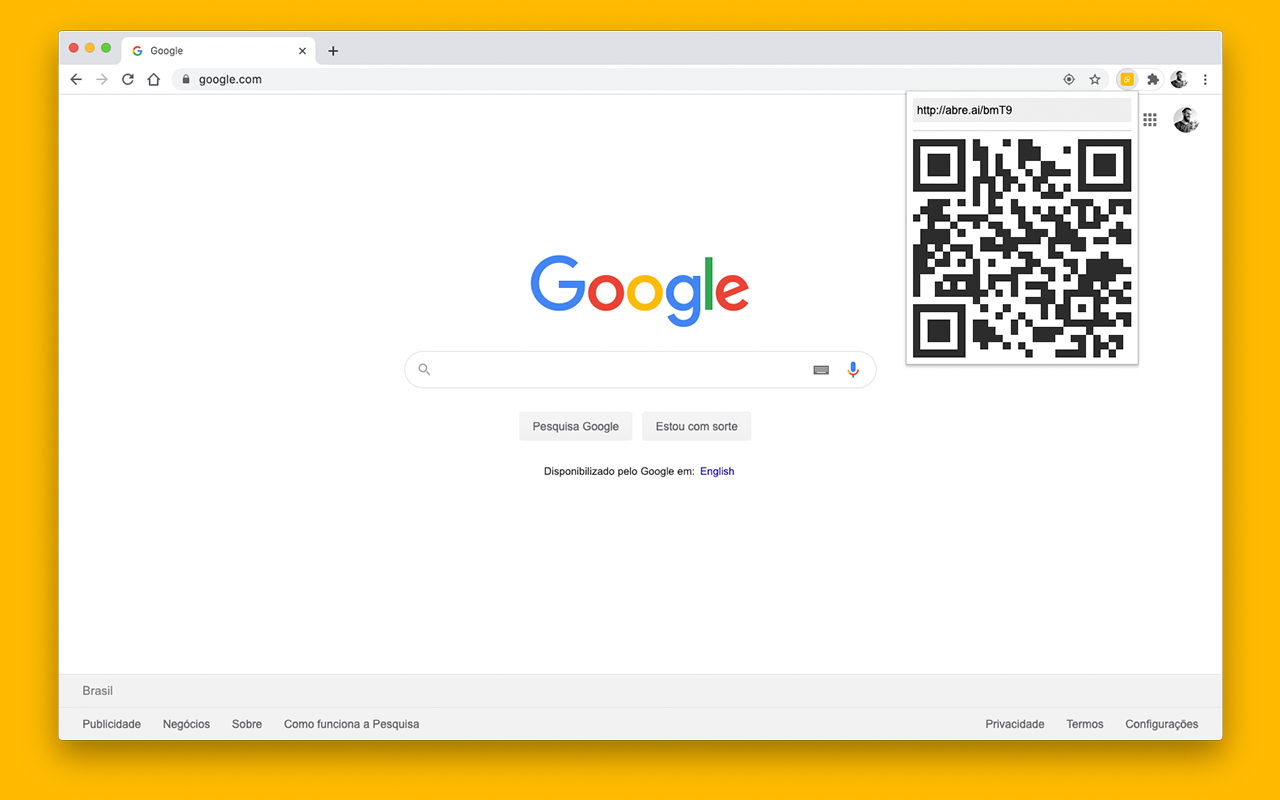 Google
google.com
http://abre.ai/bmT9
Google
Pesquisa Google
Estou com sorte
Disponibilizado pelo Google em: English
Brasil
Publicidade Negócios Sobre Como funciona a Pesquisa
Privacidade Termos Configurações